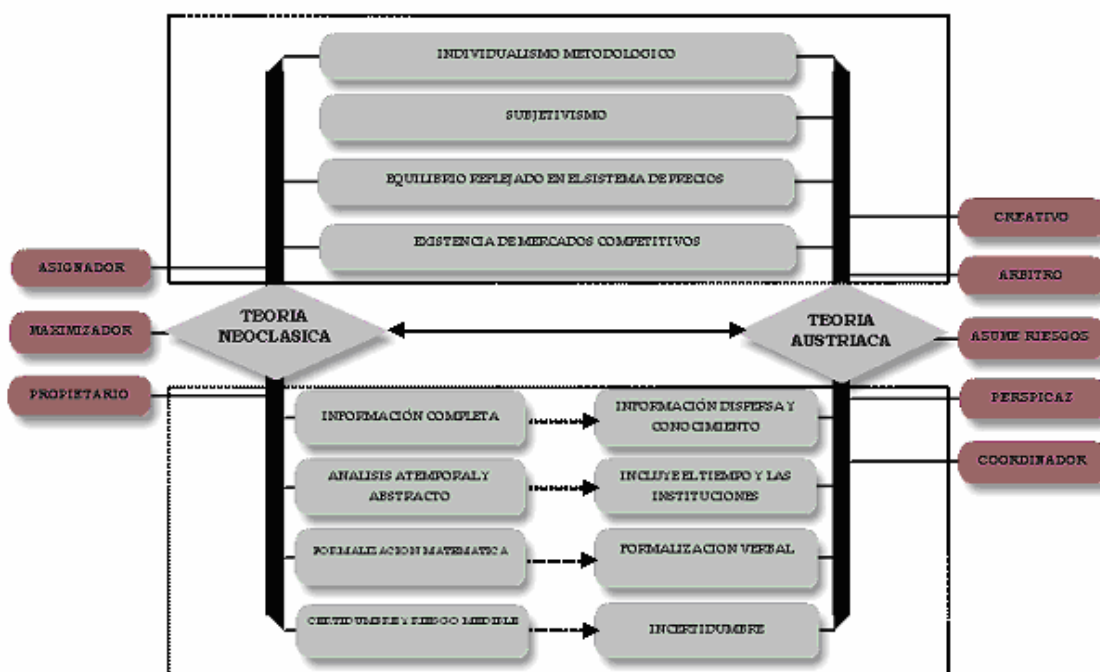 INDIVIDUALISMO METODOLOGICO
SUBJETIVISMO
EQUILIBRIO REFLEJADO EN EL SISTEMA DE PRECIOS
EXISTENCIA DE MERCADOS COMPETITIVOS
ASIGNADOR
MAXIMIZADOR
PROPIETARIO
TEORIA
NEOCLASICA
TEORIA
AUSTRIACA
CREATIVO
ARBITRO
ASUME RIESGOS
PERSPICAZ
COORDINADOR
INFORMACIÓN COMPLETA
INFORMACIÓN DISPERSA Y
CONOCIMIENTO
ANALISIS ATEMPORAL Y
ABSTRACTO
INCLUYE EL TIEMPO Y LAS
INSTITUCIONES
FORMALIZACION MATEMATICA
FORMALIZACION VERBAL
CERTIDUMBRE Y RIESGO MEDIBLE
INCERTIDUMBRE